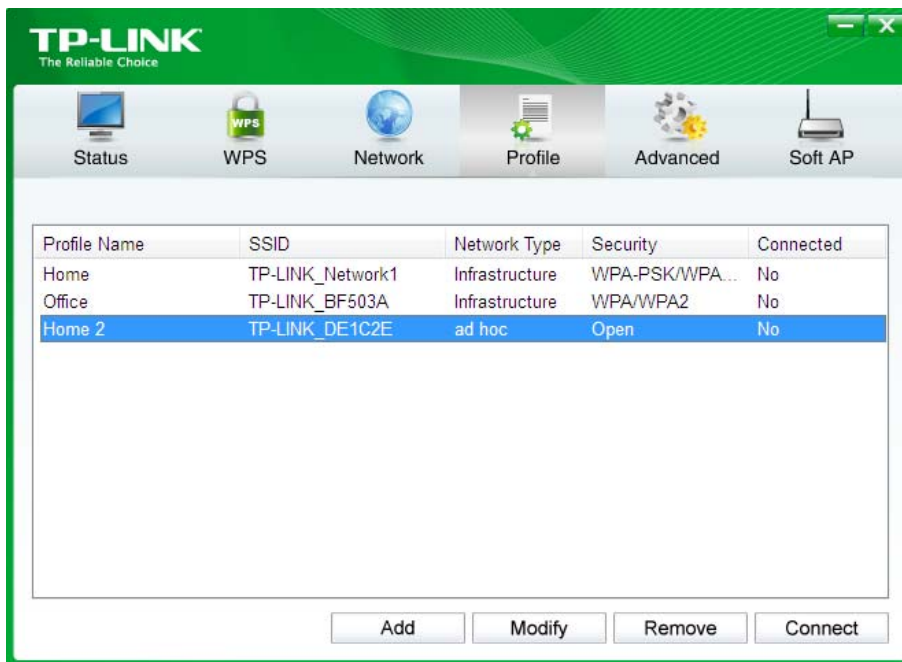 TP-LINK
The Reliable Choice
Status WPS Network Profile Advanced Soft AP
WPS
Profile Name SSID Network Type Security Connected
Home TP-LINK_Network1 Infrastructure WPA-PSK/WPA... No
Office TP-LINK_BF503A Infrastructure WPA/WPA2 No
Home 2 TP-LINK_DE1C2E ad hoc Open No
Add Modify Remove Connect